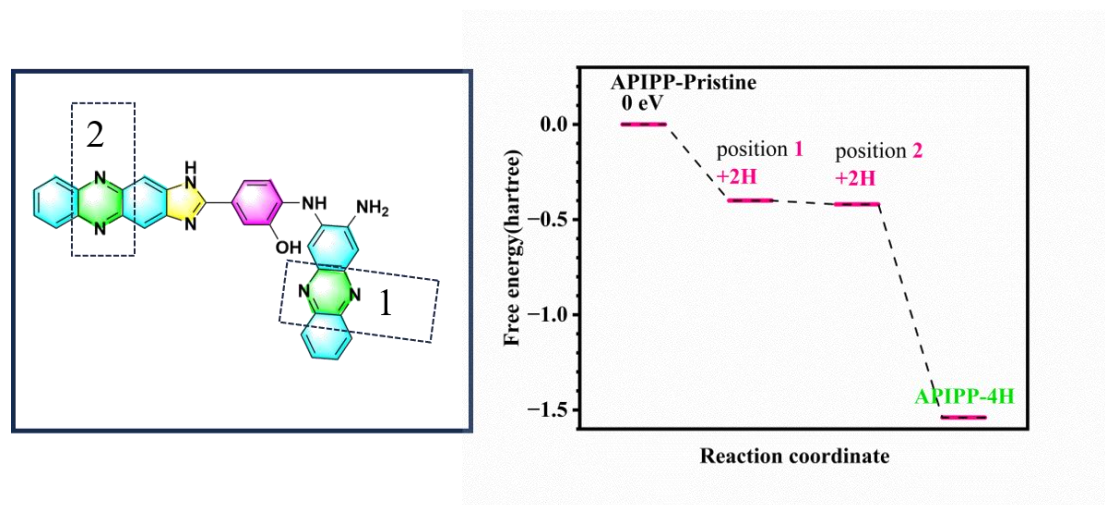 2
N
N
H
N
N
NH
NH2
OH
N
N
1
APIPP-Pristine
0 eV
position 1
+2H
position 2
+2H
APIPP-4H
0.0
−0.5
−1.0
−1.5
Free energy(hartree)
Reaction coordinate